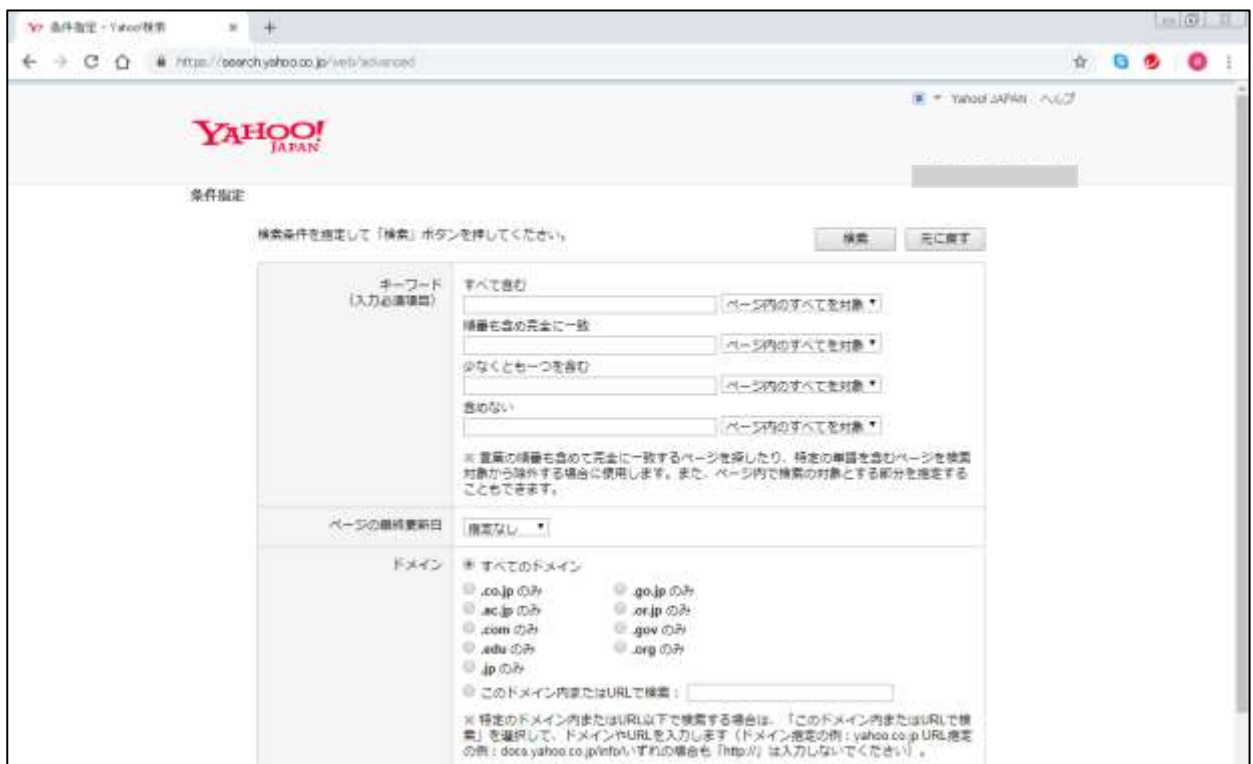 条件指定 - Yahoo!検索
https://search.yahoo.co.jp/web/advanced
Yahoo! JAPAN ヘルプ
YAHOO!
JAPAN
条件指定
検索条件を指定して「検索」ボタンを押してください。 検索 元に戻す
キーワード すべて含む
(入力必須項目) ページ内のすべてを対象
順番も含め完全に一致
ページ内のすべてを対象
少なくとも一つを含む
ページ内のすべてを対象
含めない
ページ内のすべてを対象
※ 言葉の順番も含めて完全に一致するページを探したり、特定の単語を含むページを検索
対象から除外する場合に使用します。また、ページ内で検索の対象とする部分を指定する
こともできます。
ページの最終更新日 指定なし
ドメイン すべてのドメイン
.co.jp のみ .go.jp のみ
.ac.jp のみ .or.jp のみ
.com のみ .gov のみ
.edu のみ .org のみ
.jp のみ
このドメイン内またはURLで検索:
※ 特定のドメイン内またはURL以下で検索する場合は、「このドメイン内またはURLで検
索」を選択して、ドメインやURLを入力します(ドメイン指定の例:yahoo.co.jp URL指定
の例:docs.yahoo.co.jp/info/いずれの場合も「http://」は入力しないでください)。